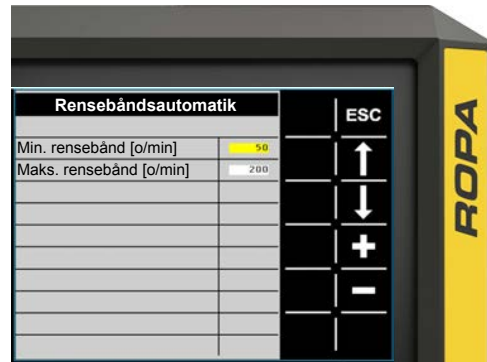 Rensebåndsautomatik
ESC
Min. rensebånd [o/min] 50
Maks. rensebånd [o/min] 200
+
−
ROPA